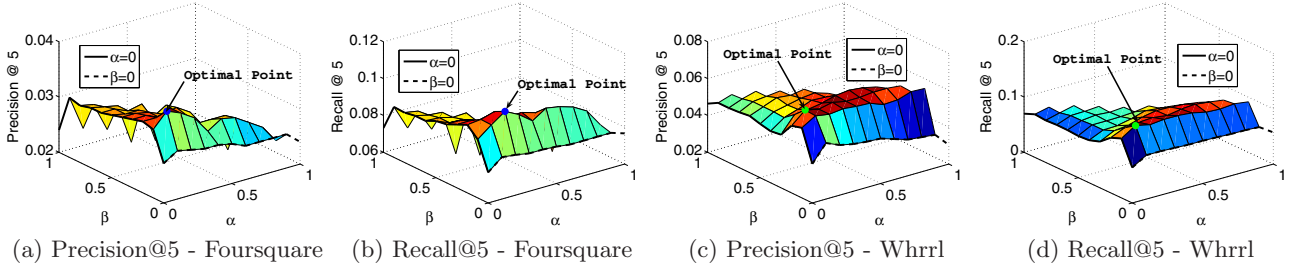 0.04
0.03
0.02
Precision @ 5
1
0.5
0
β
0
0.5
1
α
α=0
β=0
Optimal Point
(a) Precision@5 - Foursquare
0.12
0.1
0.08
0.06
Recall @ 5
1
0.5
0
β
0
0.5
1
α
α=0
β=0
Optimal Point
(b) Recall@5 - Foursquare
0.08
0.06
0.04
0.02
Precision @ 5
1
0.5
0
β
0
0.5
1
α
α=0
β=0
Optimal Point
(c) Precision@5 - Whrrl
0.2
0.1
0
Recall @ 5
1
0.5
0
β
0
0.5
1
α
α=0
β=0
Optimal Point
(d) Recall@5 - Whrrl